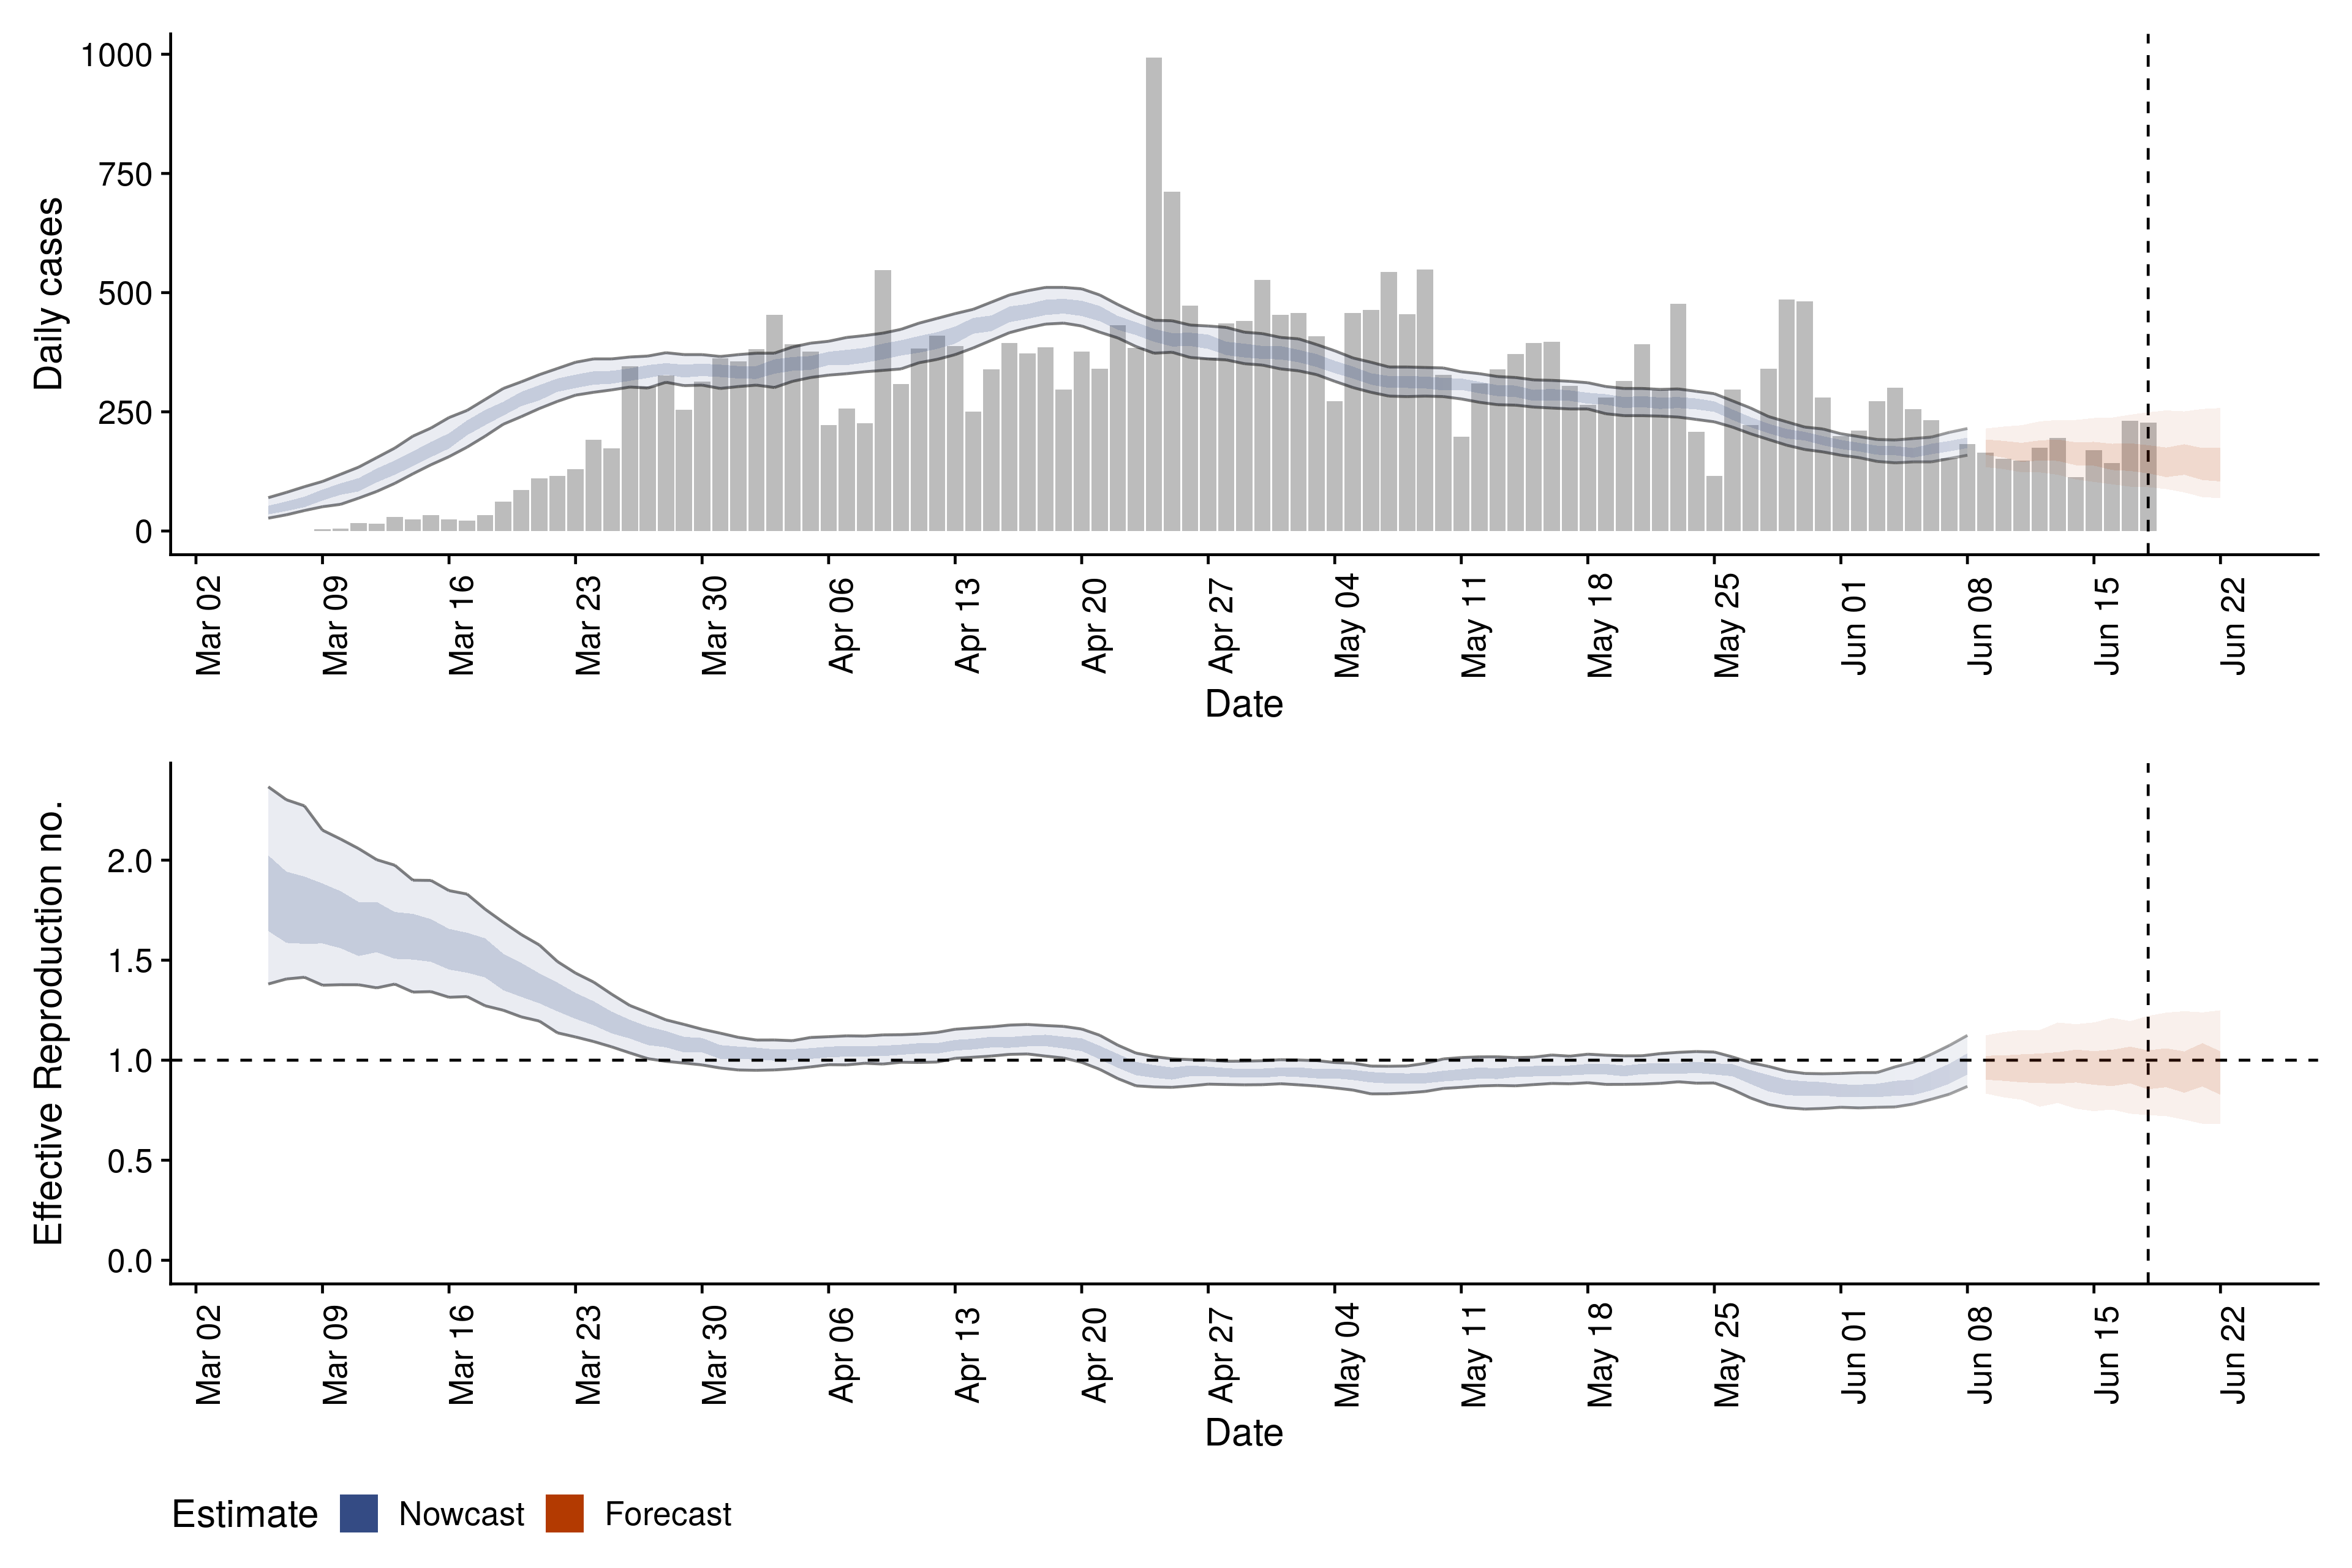 1000
750
500
250
0
Daily cases
Mar 02 Mar 09 Mar 16 Mar 23 Mar 30 Apr 06 Apr 13 Apr 20 Apr 27 May 04 May 11 May 18 May 25 Jun 01 Jun 08 Jun 15 Jun 22
Date
2.0
1.5
1.0
0.5
0.0
Effective Reproduction no.
Mar 02 Mar 09 Mar 16 Mar 23 Mar 30 Apr 06 Apr 13 Apr 20 Apr 27 May 04 May 11 May 18 May 25 Jun 01 Jun 08 Jun 15 Jun 22
Date
Estimate Nowcast Forecast